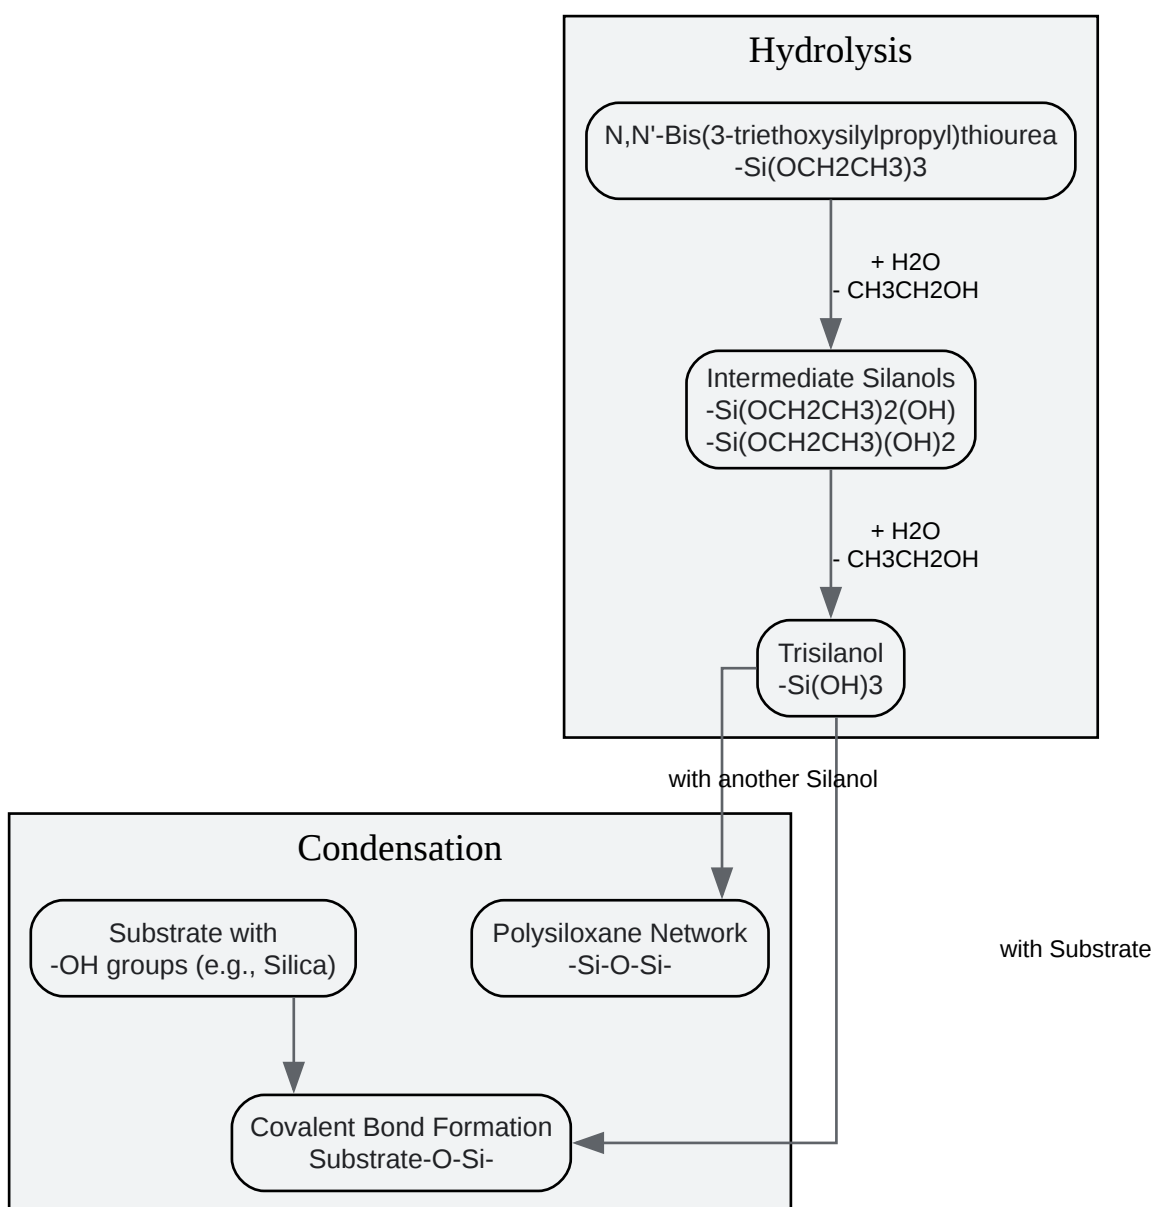 Hydrolysis
N,N'-Bis(3-triethoxysilylpropyl)thiourea
-Si(OCH2CH3)3
+ H2O
- CH3CH2OH
Intermediate Silanols
-Si(OCH2CH3)2(OH)
-Si(OCH2CH3)(OH)2
+ H2O
- CH3CH2OH
Trisilanol
-Si(OH)3
with another Silanol
Condensation
Substrate with
-OH groups (e.g., Silica)
Polysiloxane Network
-Si-O-Si-
with Substrate
Covalent Bond Formation
Substrate-O-Si-